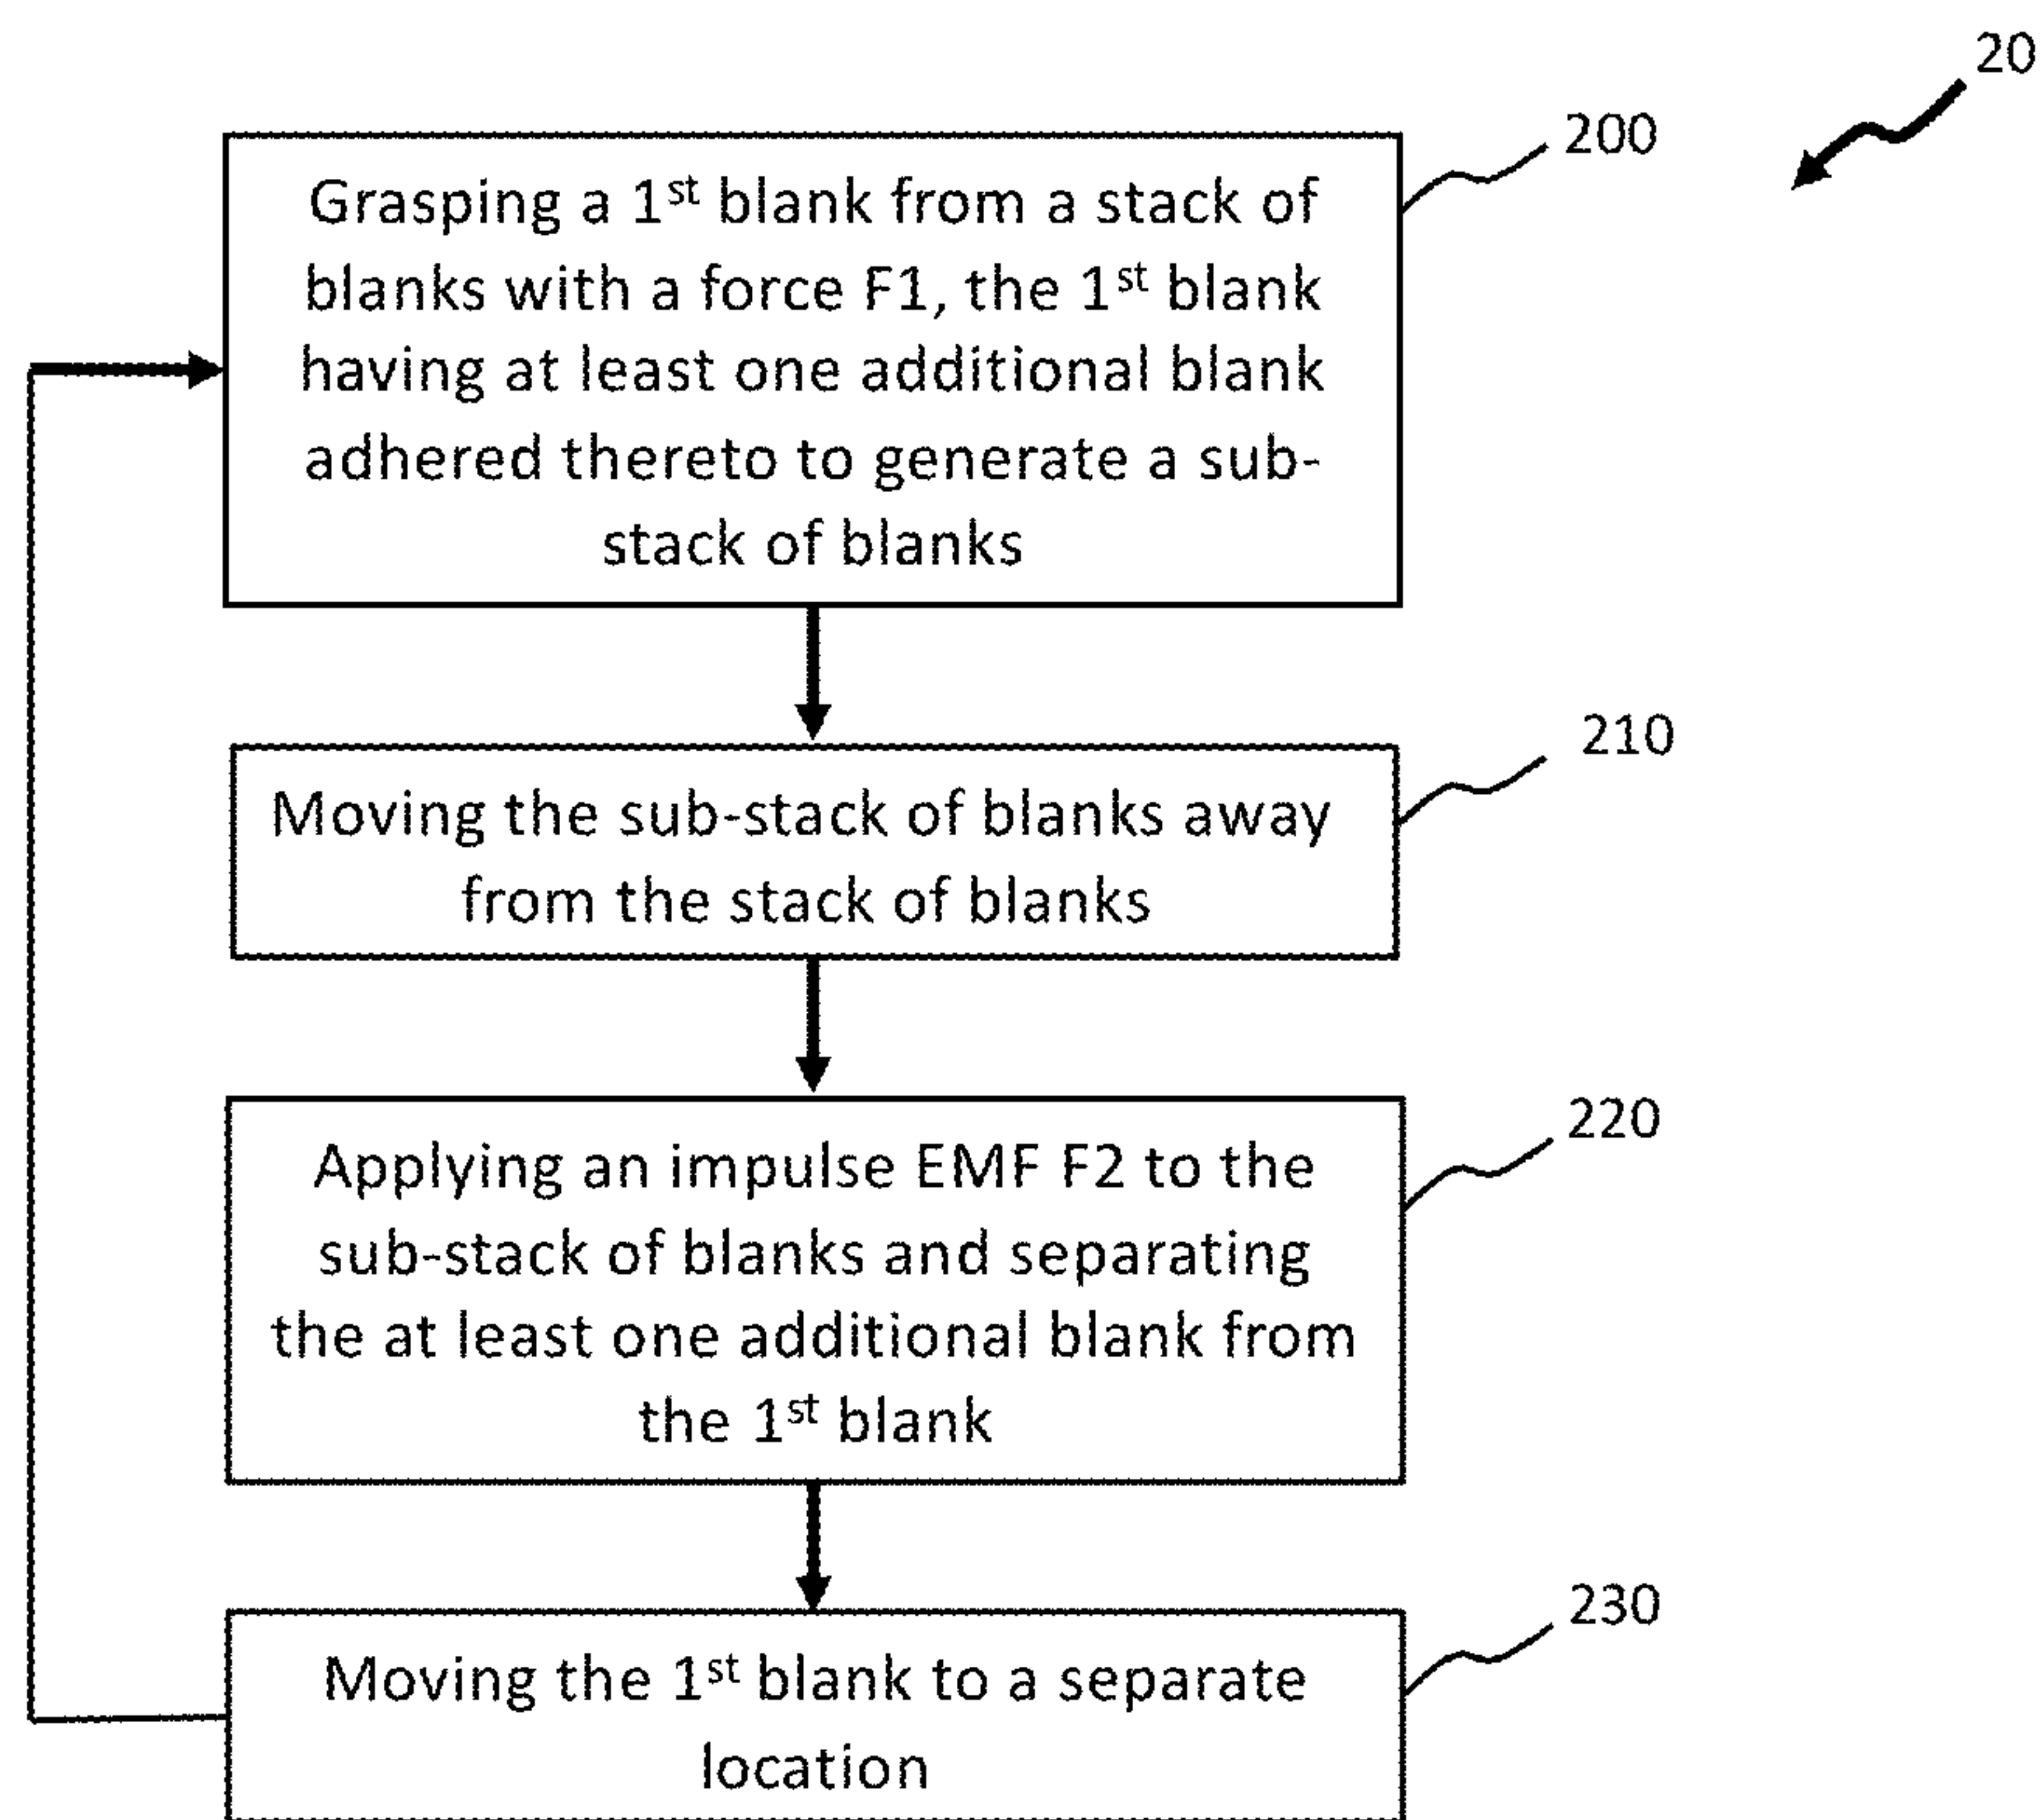 20
200
Grasping a 1st blank from a stack of
blanks with a force F1, the 1st blank
having at least one additional blank
adhered thereto to generate a sub-
stack of blanks
210
Moving the sub-stack of blanks away
from the stack of blanks
220
Applying an impulse EMF F2 to the
sub-stack of blanks and separating
the at least one additional blank from
the 1st blank
230
Moving the 1st blank to a separate
location